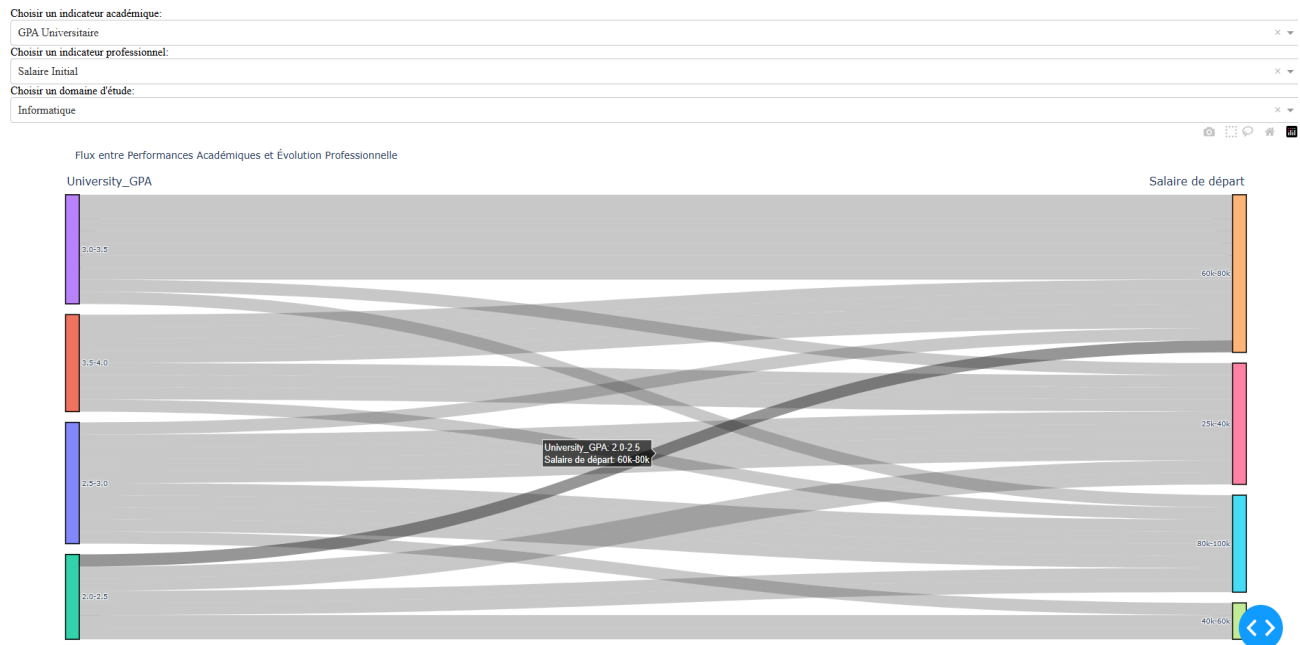 Choisir un indicateur académique:
GPA Universitaire
Choisir un indicateur professionnel:
Salaire Initial
Choisir un domaine d'étude:
Informatique
Flux entre Performances Académiques et Évolution Professionnelle
University_GPA
Salaire de départ
3.0-3.5
60k-80k
3.5-4.0
25k-40k
University_GPA: 2.0-2.5
Salaire de départ: 60k-80k
2.5-3.0
80k-100k
2.0-2.5
40k-60k